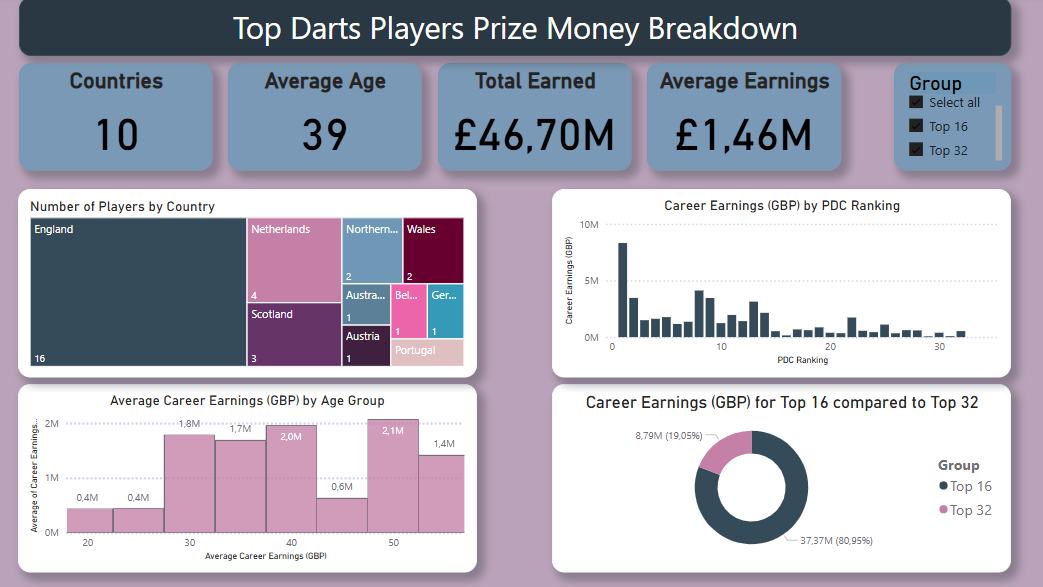 Top Darts Players Prize Money Breakdown
Countries
10
Average Age
39
Total Earned
£46,70M
Average Earnings
£1,46M
Group
Select all
Top 16
Top 32
Number of Players by Country
England
16
Netherlands
4
Scotland
3
Northern...
2
Wales
2
Austra...
1
Austria
1
Bel...
1
Ger...
1
Portugal
Career Earnings (GBP) by PDC Ranking
Career Earnings (GBP)
10M
5M
0M
0
10
20
30
PDC Ranking
Average Career Earnings (GBP) by Age Group
Average of Career Earnings...
2M
1M
0M
0,4M
0,4M
1,8M
1,7M
2,0M
0,6M
2,1M
1,4M
20
30
40
50
Average Career Earnings (GBP)
Career Earnings (GBP) for Top 16 compared to Top 32
8,79M (19,05%)
37,37M (80,95%)
Group
Top 16
Top 32